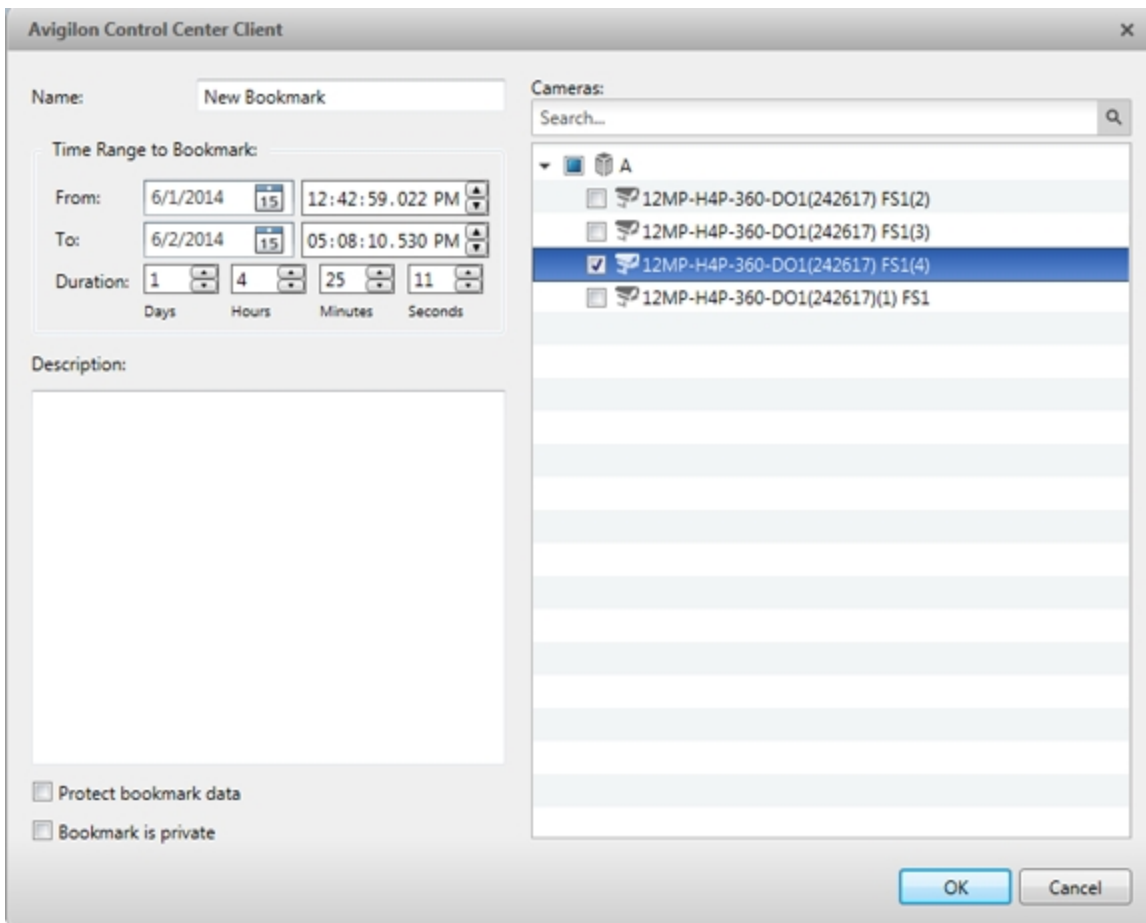 Avigilon Control Center Client
Name: New Bookmark
Time Range to Bookmark:
From: 6/1/2014 15 12:42:59.022 PM
To: 6/2/2014 15 05:08:10.530 PM
Duration: 1 4 25 11
Days Hours Minutes Seconds
Description:
Protect bookmark data
Bookmark is private
Cameras:
Search...
A
12MP-H4P-360-DO1(242617) FS1(2)
12MP-H4P-360-DO1(242617) FS1(3)
12MP-H4P-360-DO1(242617) FS1(4)
12MP-H4P-360-DO1(242617)(1) FS1
OK Cancel